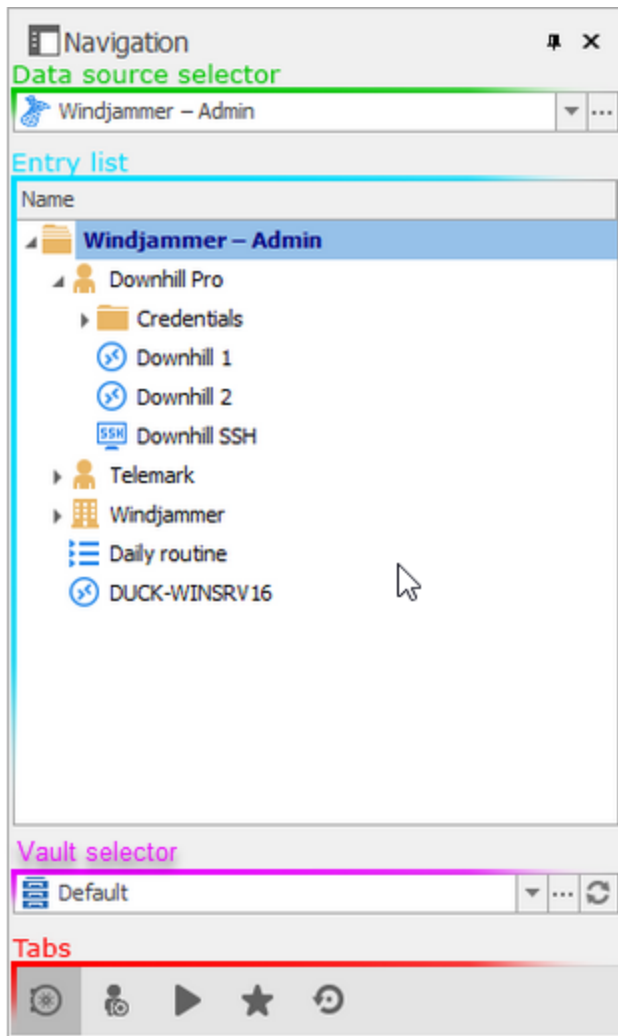 Navigation
Data source selector
Windjammer – Admin
Entry list
Name
Windjammer – Admin
Downhill Pro
Credentials
Downhill 1
Downhill 2
SSH Downhill SSH
Telemark
Windjammer
Daily routine
DUCK-WINSRV16
Vault selector
Default
Tabs